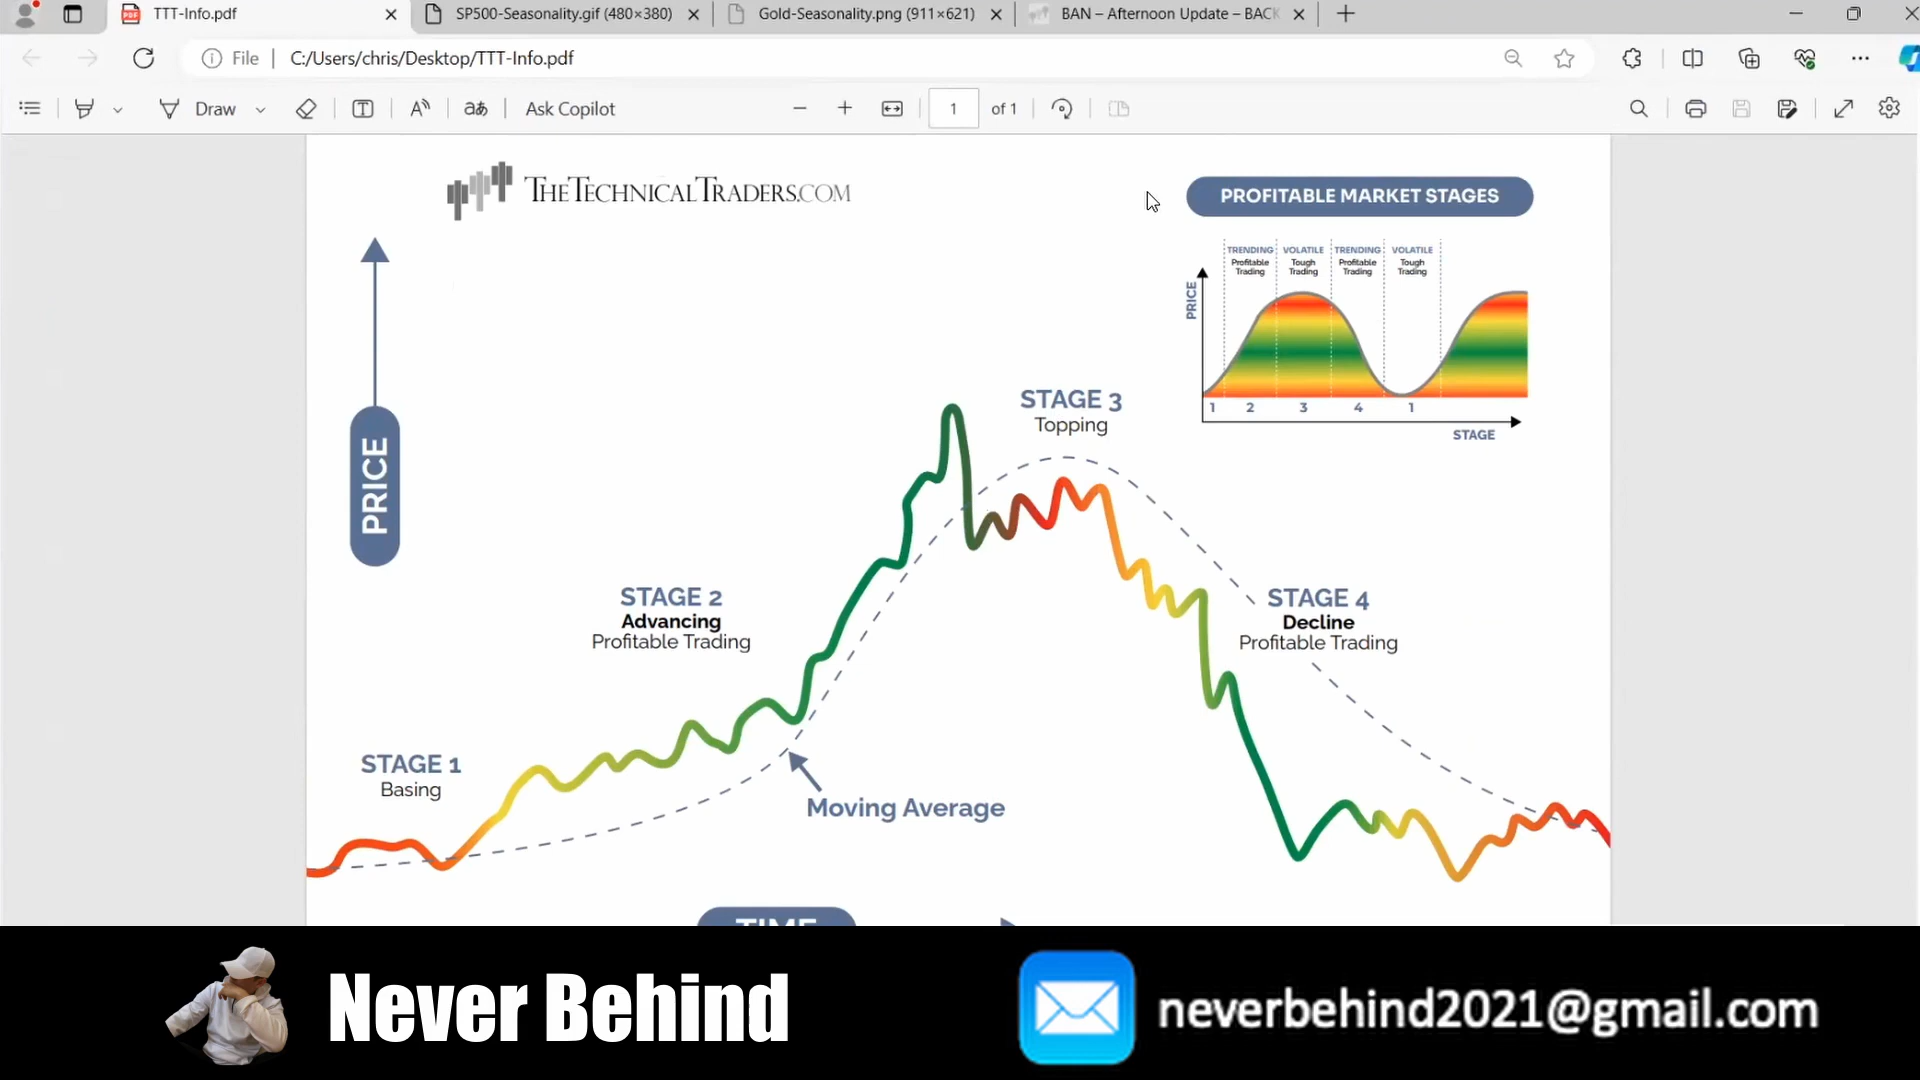 TTT-Info.pdf
SP500-Seasonality.gif (480×380)
Gold-Seasonality.png (911×621)
BAN – Afternoon Update – BACK
File
C:/Users/chris/Desktop/TTT-Info.pdf
Draw
Ask Copilot
1
of 1
THETECHNICALTRADERS.COM
PROFITABLE MARKET STAGES
TRENDING VOLATILE TRENDING VOLATILE
Profitable Tough Profitable Tough
Trading Trading Trading Trading
PRICE
1 2 3 4 1
STAGE
PRICE
STAGE 3
Topping
STAGE 2
Advancing
Profitable Trading
STAGE 4
Decline
Profitable Trading
STAGE 1
Basing
Moving Average
TIME
Never Behind
neverbehind2021@gmail.com